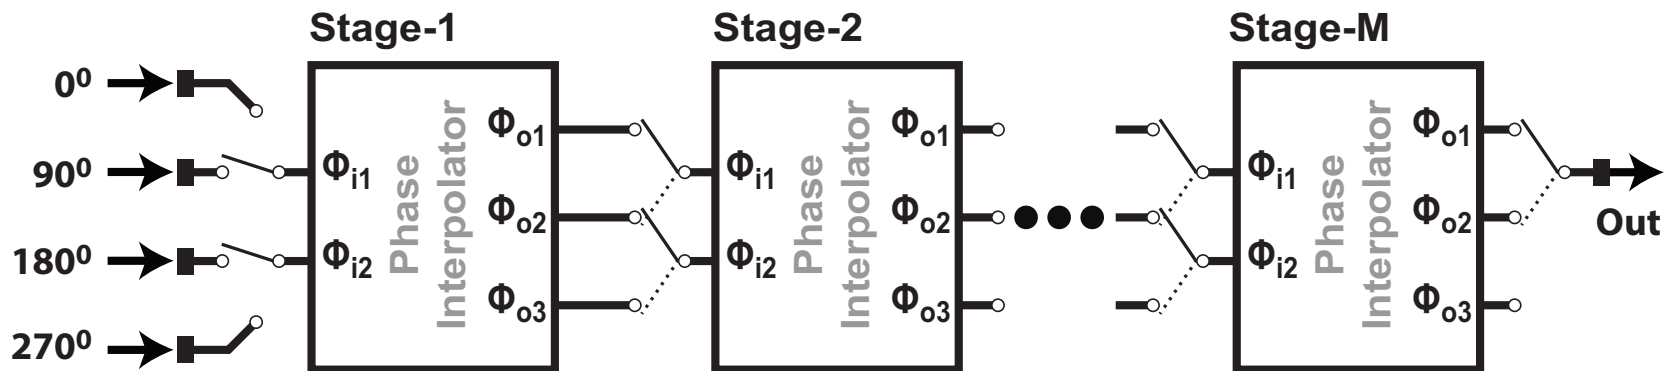 Stage-1
Stage-2
Stage-M
0⁰
90⁰
180⁰
270⁰
Φi1
Φi2
Phase
Interpolator
Φo1
Φo2
Φo3
Φi1
Φi2
Phase
Interpolator
Φo1
Φo2
Φo3
Φi1
Φi2
Phase
Interpolator
Φo1
Φo2
Φo3
Out